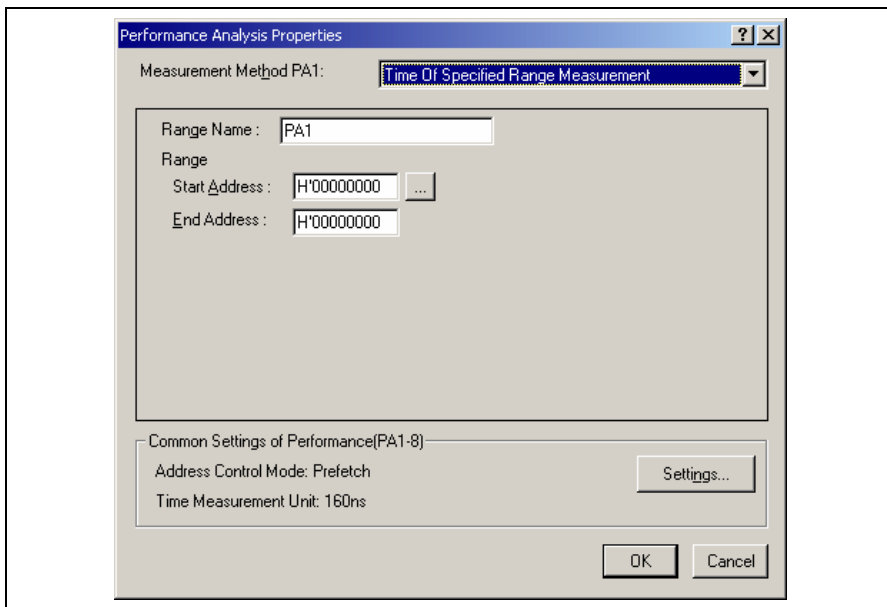 Performance Analysis Properties
Measurement Method PA1: Time Of Specified Range Measurement
Range Name : PA1
Range
Start Address : H'00000000 ...
End Address : H'00000000
Common Settings of Performance(PA1-8)
Address Control Mode: Prefetch
Settings...
Time Measurement Unit: 160ns
OK Cancel